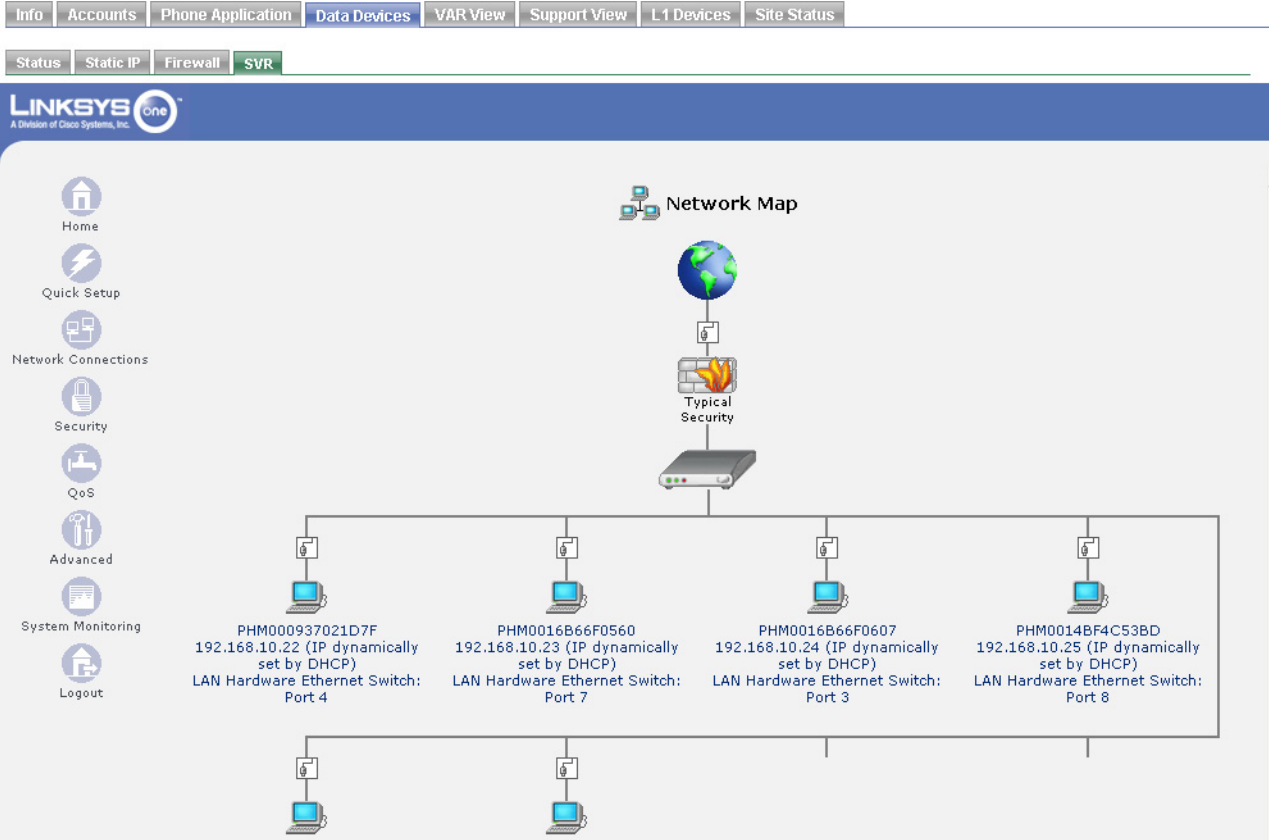 Info Accounts Phone Application Data Devices VAR View Support View L1 Devices Site Status
Status Static IP Firewall SVR
LINKSYS one™
A Division of Cisco Systems, Inc.
Network Map
Home
Quick Setup
Network Connections
Security
QoS
Advanced
System Monitoring
Logout
Typical
Security
PHM000937021D7F
192.168.10.22 (IP dynamically
set by DHCP)
LAN Hardware Ethernet Switch:
Port 4
PHM0016B66F0560
192.168.10.23 (IP dynamically
set by DHCP)
LAN Hardware Ethernet Switch:
Port 7
PHM0016B66F0607
192.168.10.24 (IP dynamically
set by DHCP)
LAN Hardware Ethernet Switch:
Port 3
PHM0014BF4C53BD
192.168.10.25 (IP dynamically
set by DHCP)
LAN Hardware Ethernet Switch:
Port 8